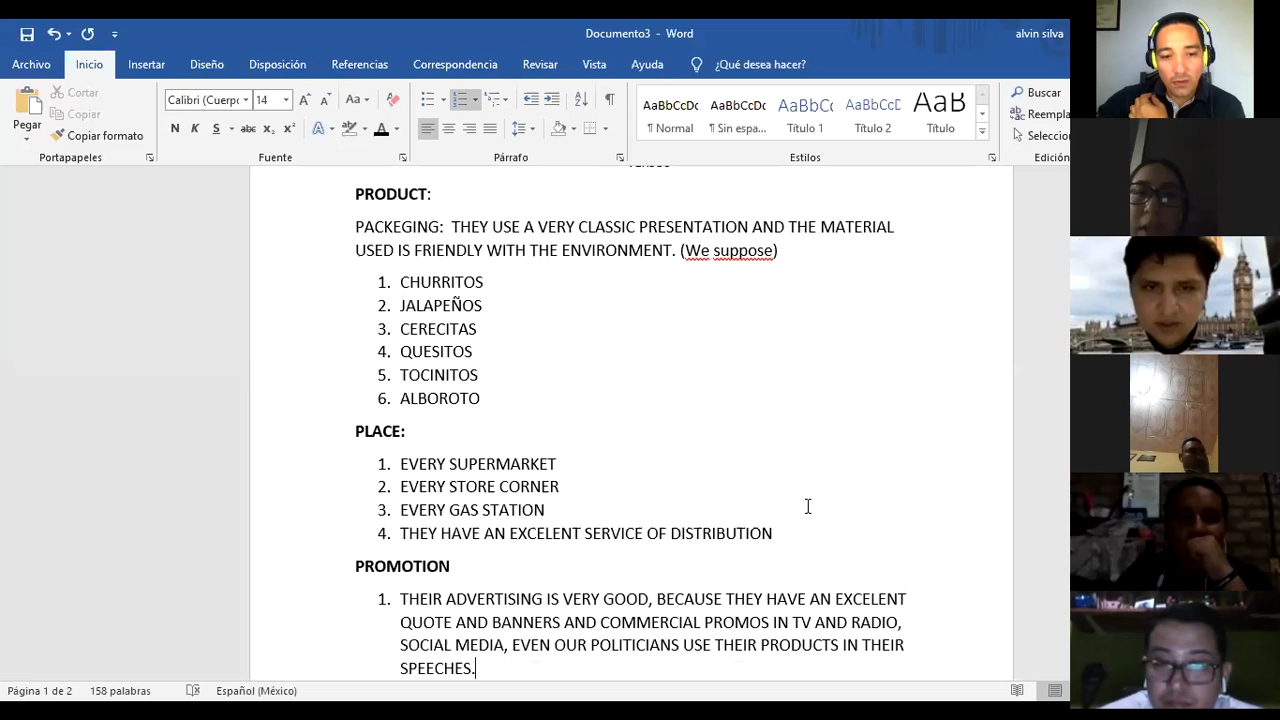 Documento3 - Word
alvin silva
Archivo Inicio Insertar Diseño Disposición Referencias Correspondencia Revisar Vista Ayuda ¿Qué desea hacer?
Pegar
Cortar
Copiar
Copiar formato
Portapapeles
Calibri (Cuerpo 14
Aa
N K S abc x₂ x²
Fuente
Párrafo
AaBbCcDc AaBbCcDc AaBbCc AaBbCcC AaB
¶ Normal ¶ Sin espa... Título 1 Título 2 Título
Estilos
Buscar
Reempla
Seleccio
Edición
PRODUCT:
PACKEGING: THEY USE A VERY CLASSIC PRESENTATION AND THE MATERIAL
USED IS FRIENDLY WITH THE ENVIRONMENT. (We suppose)
1. CHURRITOS
2. JALAPEÑOS
3. CERECITAS
4. QUESITOS
5. TOCINITOS
6. ALBOROTO
PLACE:
1. EVERY SUPERMARKET
2. EVERY STORE CORNER
3. EVERY GAS STATION
4. THEY HAVE AN EXCELENT SERVICE OF DISTRIBUTION
PROMOTION
1. THEIR ADVERTISING IS VERY GOOD, BECAUSE THEY HAVE AN EXCELENT
QUOTE AND BANNERS AND COMMERCIAL PROMOS IN TV AND RADIO,
SOCIAL MEDIA, EVEN OUR POLITICIANS USE THEIR PRODUCTS IN THEIR
SPEECHES.
Página 1 de 2 158 palabras Español (México)